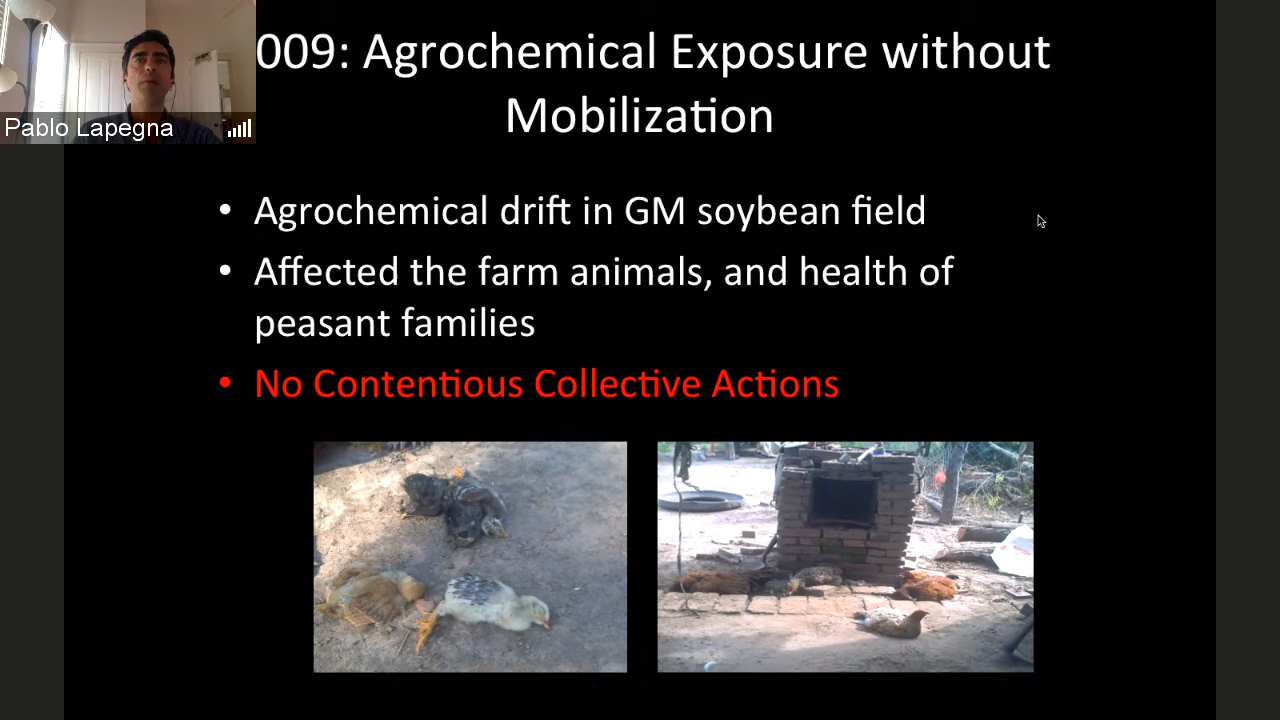 009: Agrochemical Exposure without
Mobilization
Pablo Lapegna
• Agrochemical drift in GM soybean field
• Affected the farm animals, and health of
peasant families
• No Contentious Collective Actions